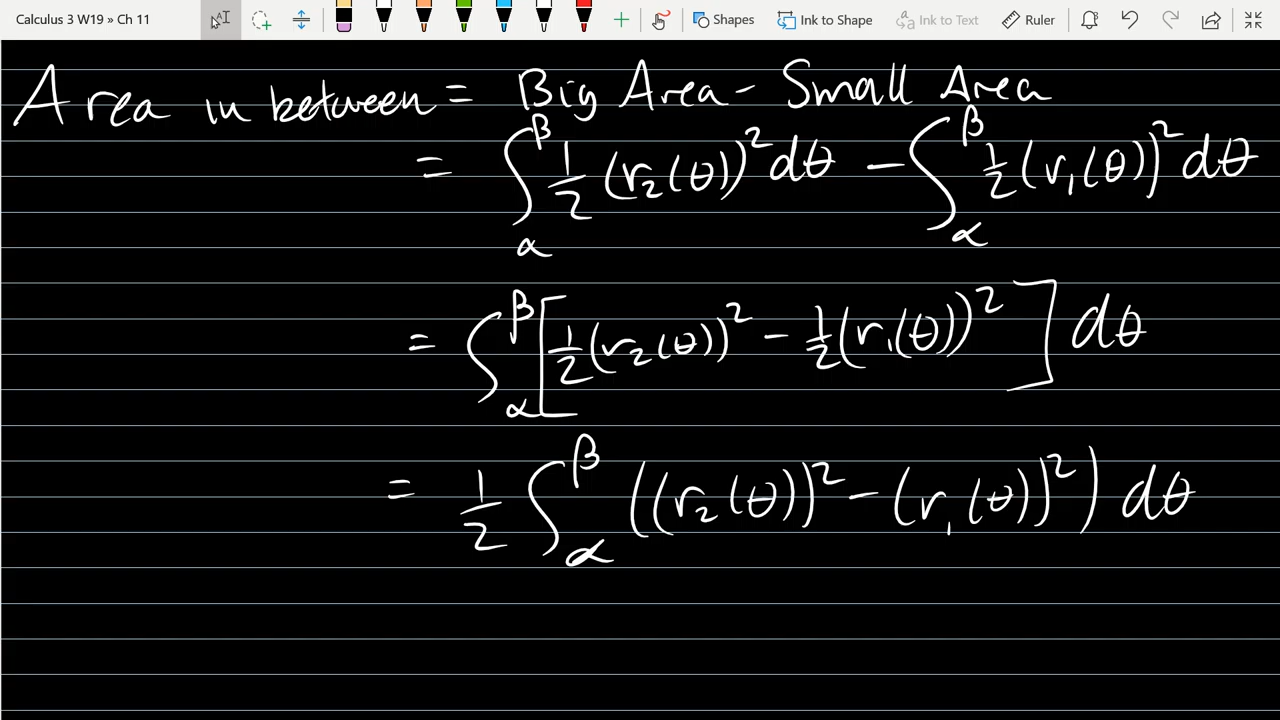 Calculus 3 W19 » Ch 11 Shapes Ink to Shape Ink to Text Ruler
Area in between = Big Area - Small Area
= ∫_α^β 1/2 (r₂(θ))² dθ - ∫_α^β 1/2 (r₁(θ))² dθ
= ∫_α^β [1/2 (r₂(θ))² - 1/2 (r₁(θ))²] dθ
= 1/2 ∫_α^β ((r₂(θ))² - (r₁(θ))²) dθ